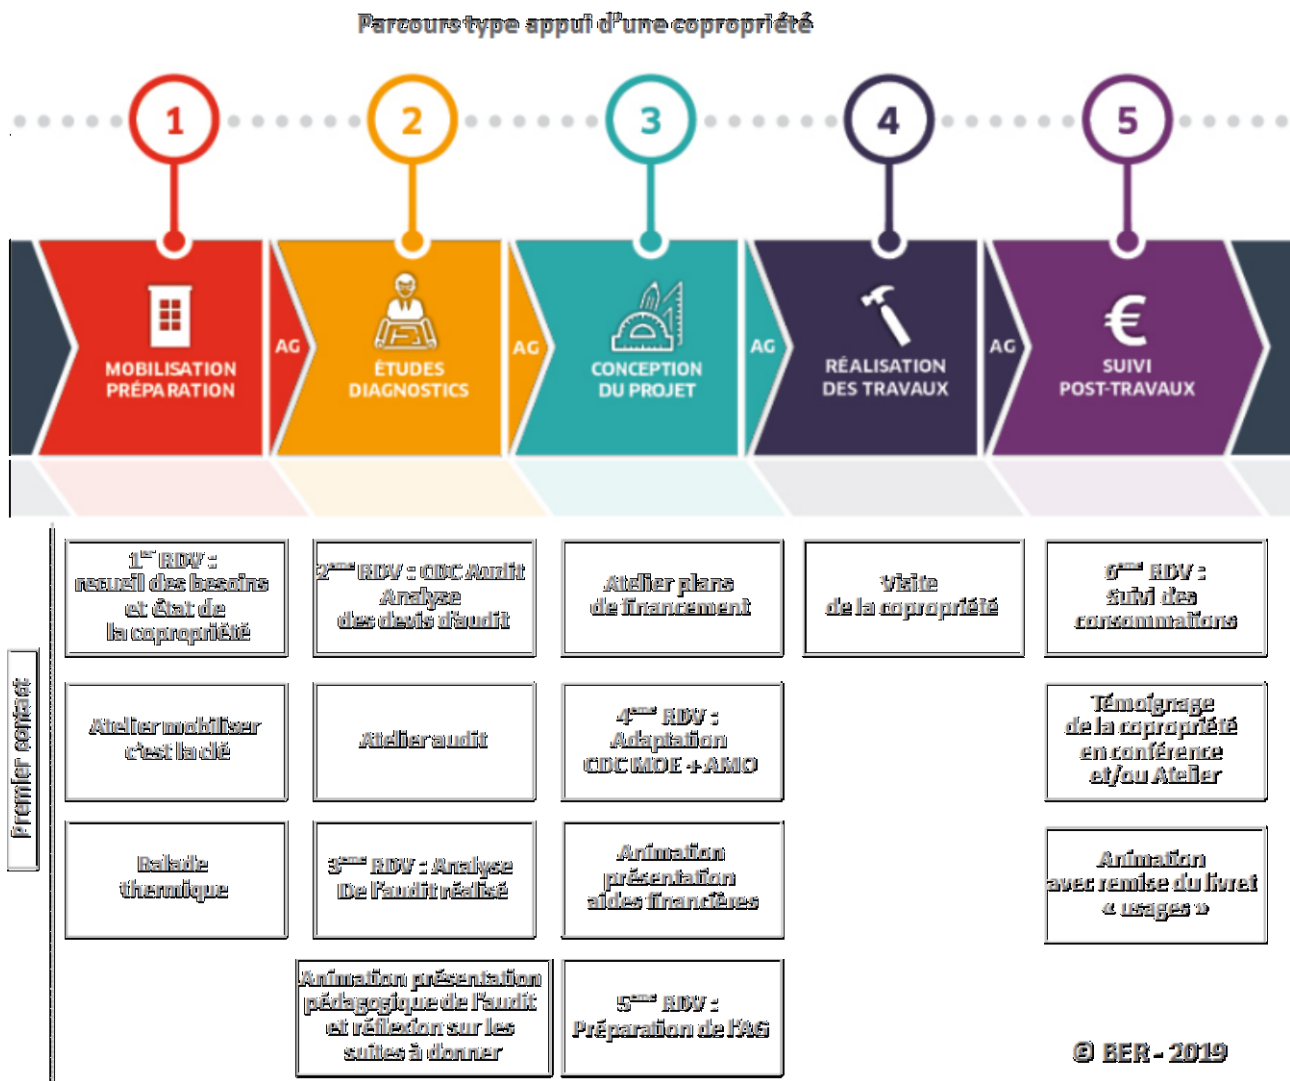 Parcours type appui d'une copropriété
1
2
3
4
5
MOBILISATION
PRÉPARATION
AG
ÉTUDES
DIAGNOSTICS
AG
CONCEPTION
DU PROJET
AG
RÉALISATION
DES TRAVAUX
AG
€
SUIVI
POST-TRAVAUX
Premier contact
1er RDV :
recueil des besoins
et état de
la copropriété
Atelier mobiliser
c'est la clé
Balade
thermique
2ème RDV : CDC Audit
Analyse
des devis d'audit
Atelier audit
3ème RDV : Analyse
De l'audit réalisé
Animation présentation
pédagogique de l'audit
et réflexion sur les
suites à donner
Atelier plans
de financement
4ème RDV :
Adaptation
CDC MOE + AMO
Animation
présentation
aides financières
5ème RDV :
Préparation de l'AG
Visite
de la copropriété
6ème RDV :
Suivi des
consommations
Témoignage
de la copropriété
en conférence
et/ou Atelier
Animation
avec remise du livret
« usages »
© BER - 2019